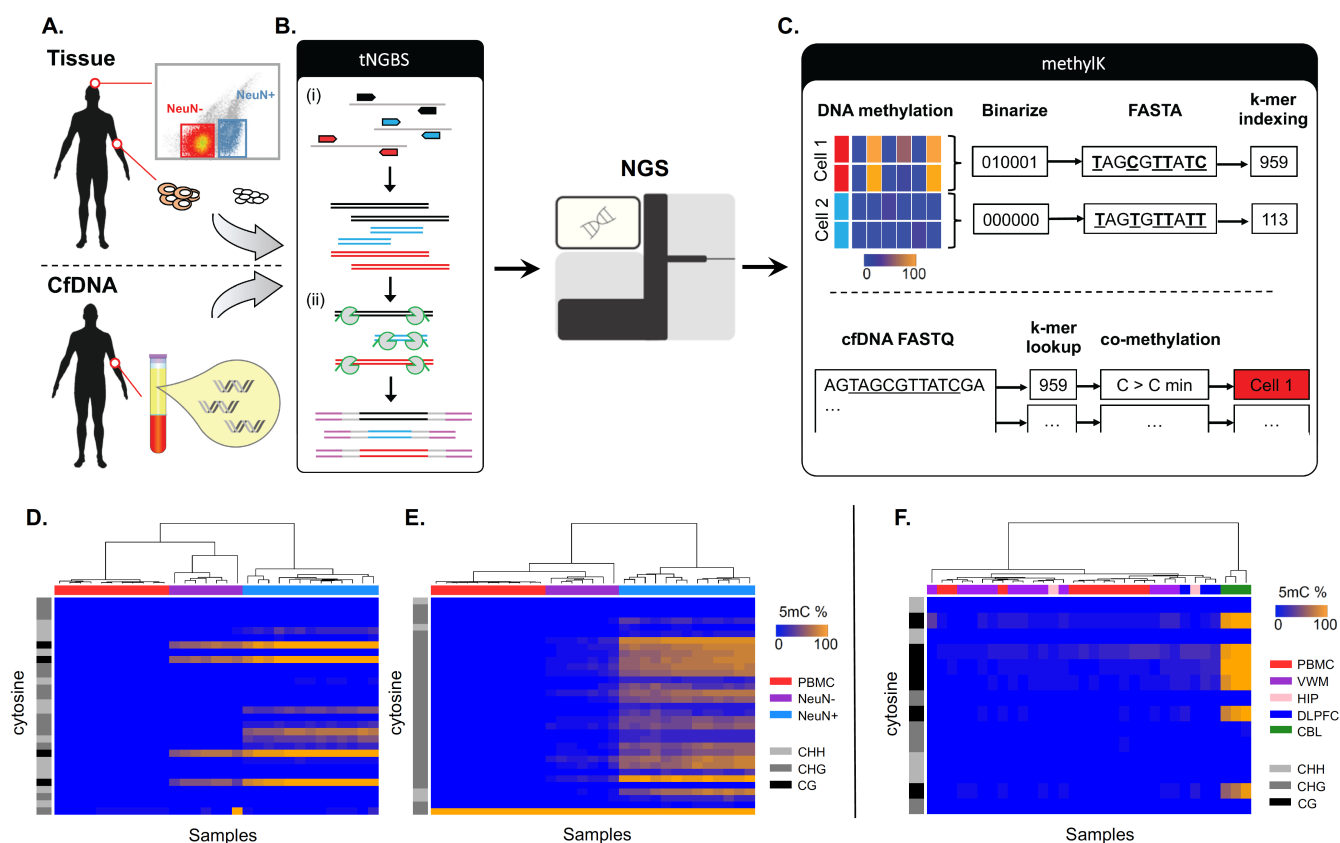 A.
Tissue
NeuN-
NeuN+
CfDNA
B.
tNGBS
(i)
(ii)
NGS
C.
methylK
DNA methylation
Binarize
FASTA
k-mer
indexing
Cell 1
010001
TAGCGTTATC
959
Cell 2
000000
TAGTGTTATT
113
0 100
cfDNA FASTQ
k-mer
lookup
co-methylation
AGTAGCGTTATCGA
959
C > C min
Cell 1
...
...
...
...
D.
cytosine
Samples
E.
cytosine
Samples
5mC %
0 100
PBMC
NeuN-
NeuN+
CHH
CHG
CG
F.
cytosine
Samples
5mC %
0 100
PBMC
VWM
HIP
DLPFC
CBL
CHH
CHG
CG